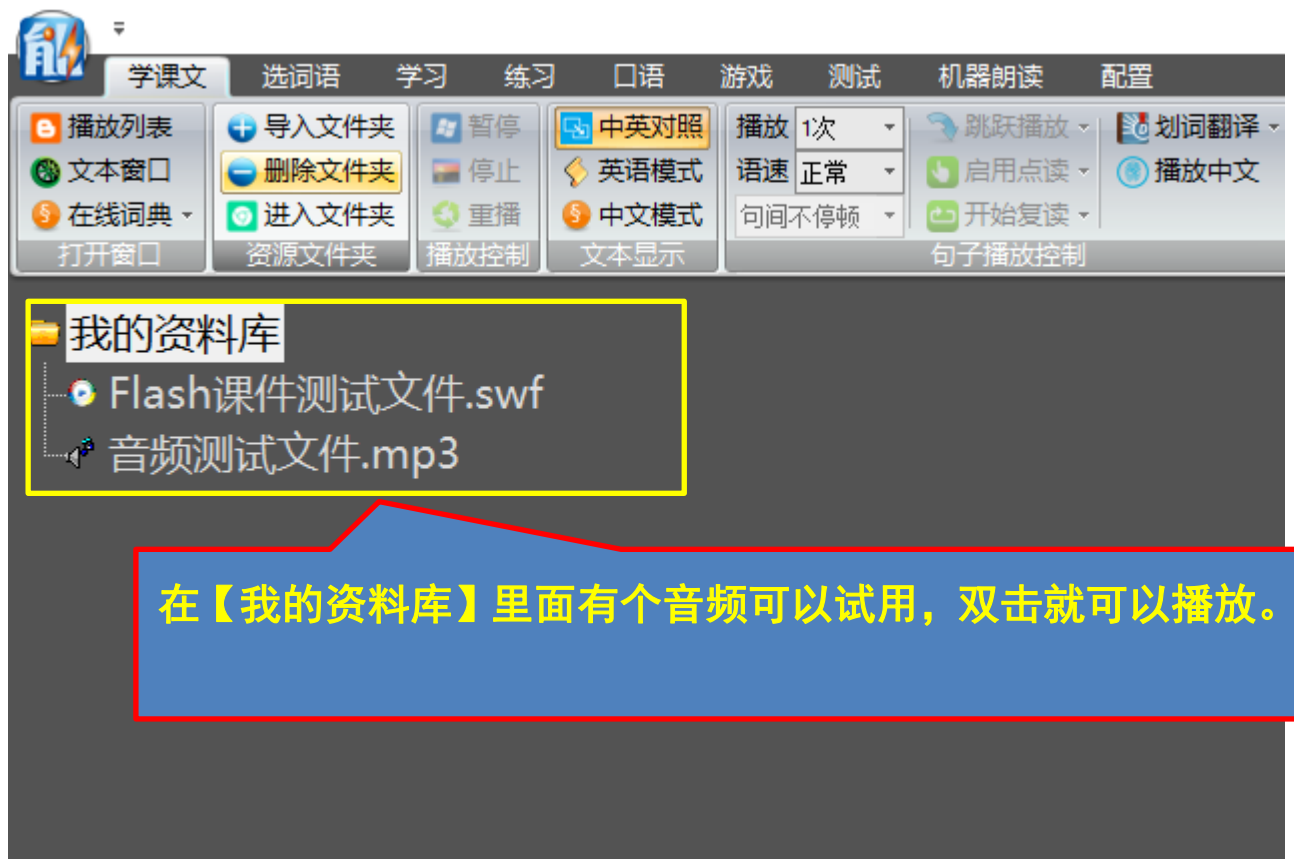 学课文 选词语 学习 练习 口语 游戏 测试 机器朗读 配置
播放列表 导入文件夹 暂停 中英对照 播放 1次 跳跃播放 划词翻译
文本窗口 删除文件夹 停止 英语模式 语速 正常 启用点读 播放中文
在线词典 进入文件夹 重播 中文模式 句间不停顿 开始复读
打开窗口 资源文件夹 播放控制 文本显示 句子播放控制
我的资料库
Flash课件测试文件.swf
音频测试文件.mp3
在【我的资料库】里面有个音频可以试用，双击就可以播放。